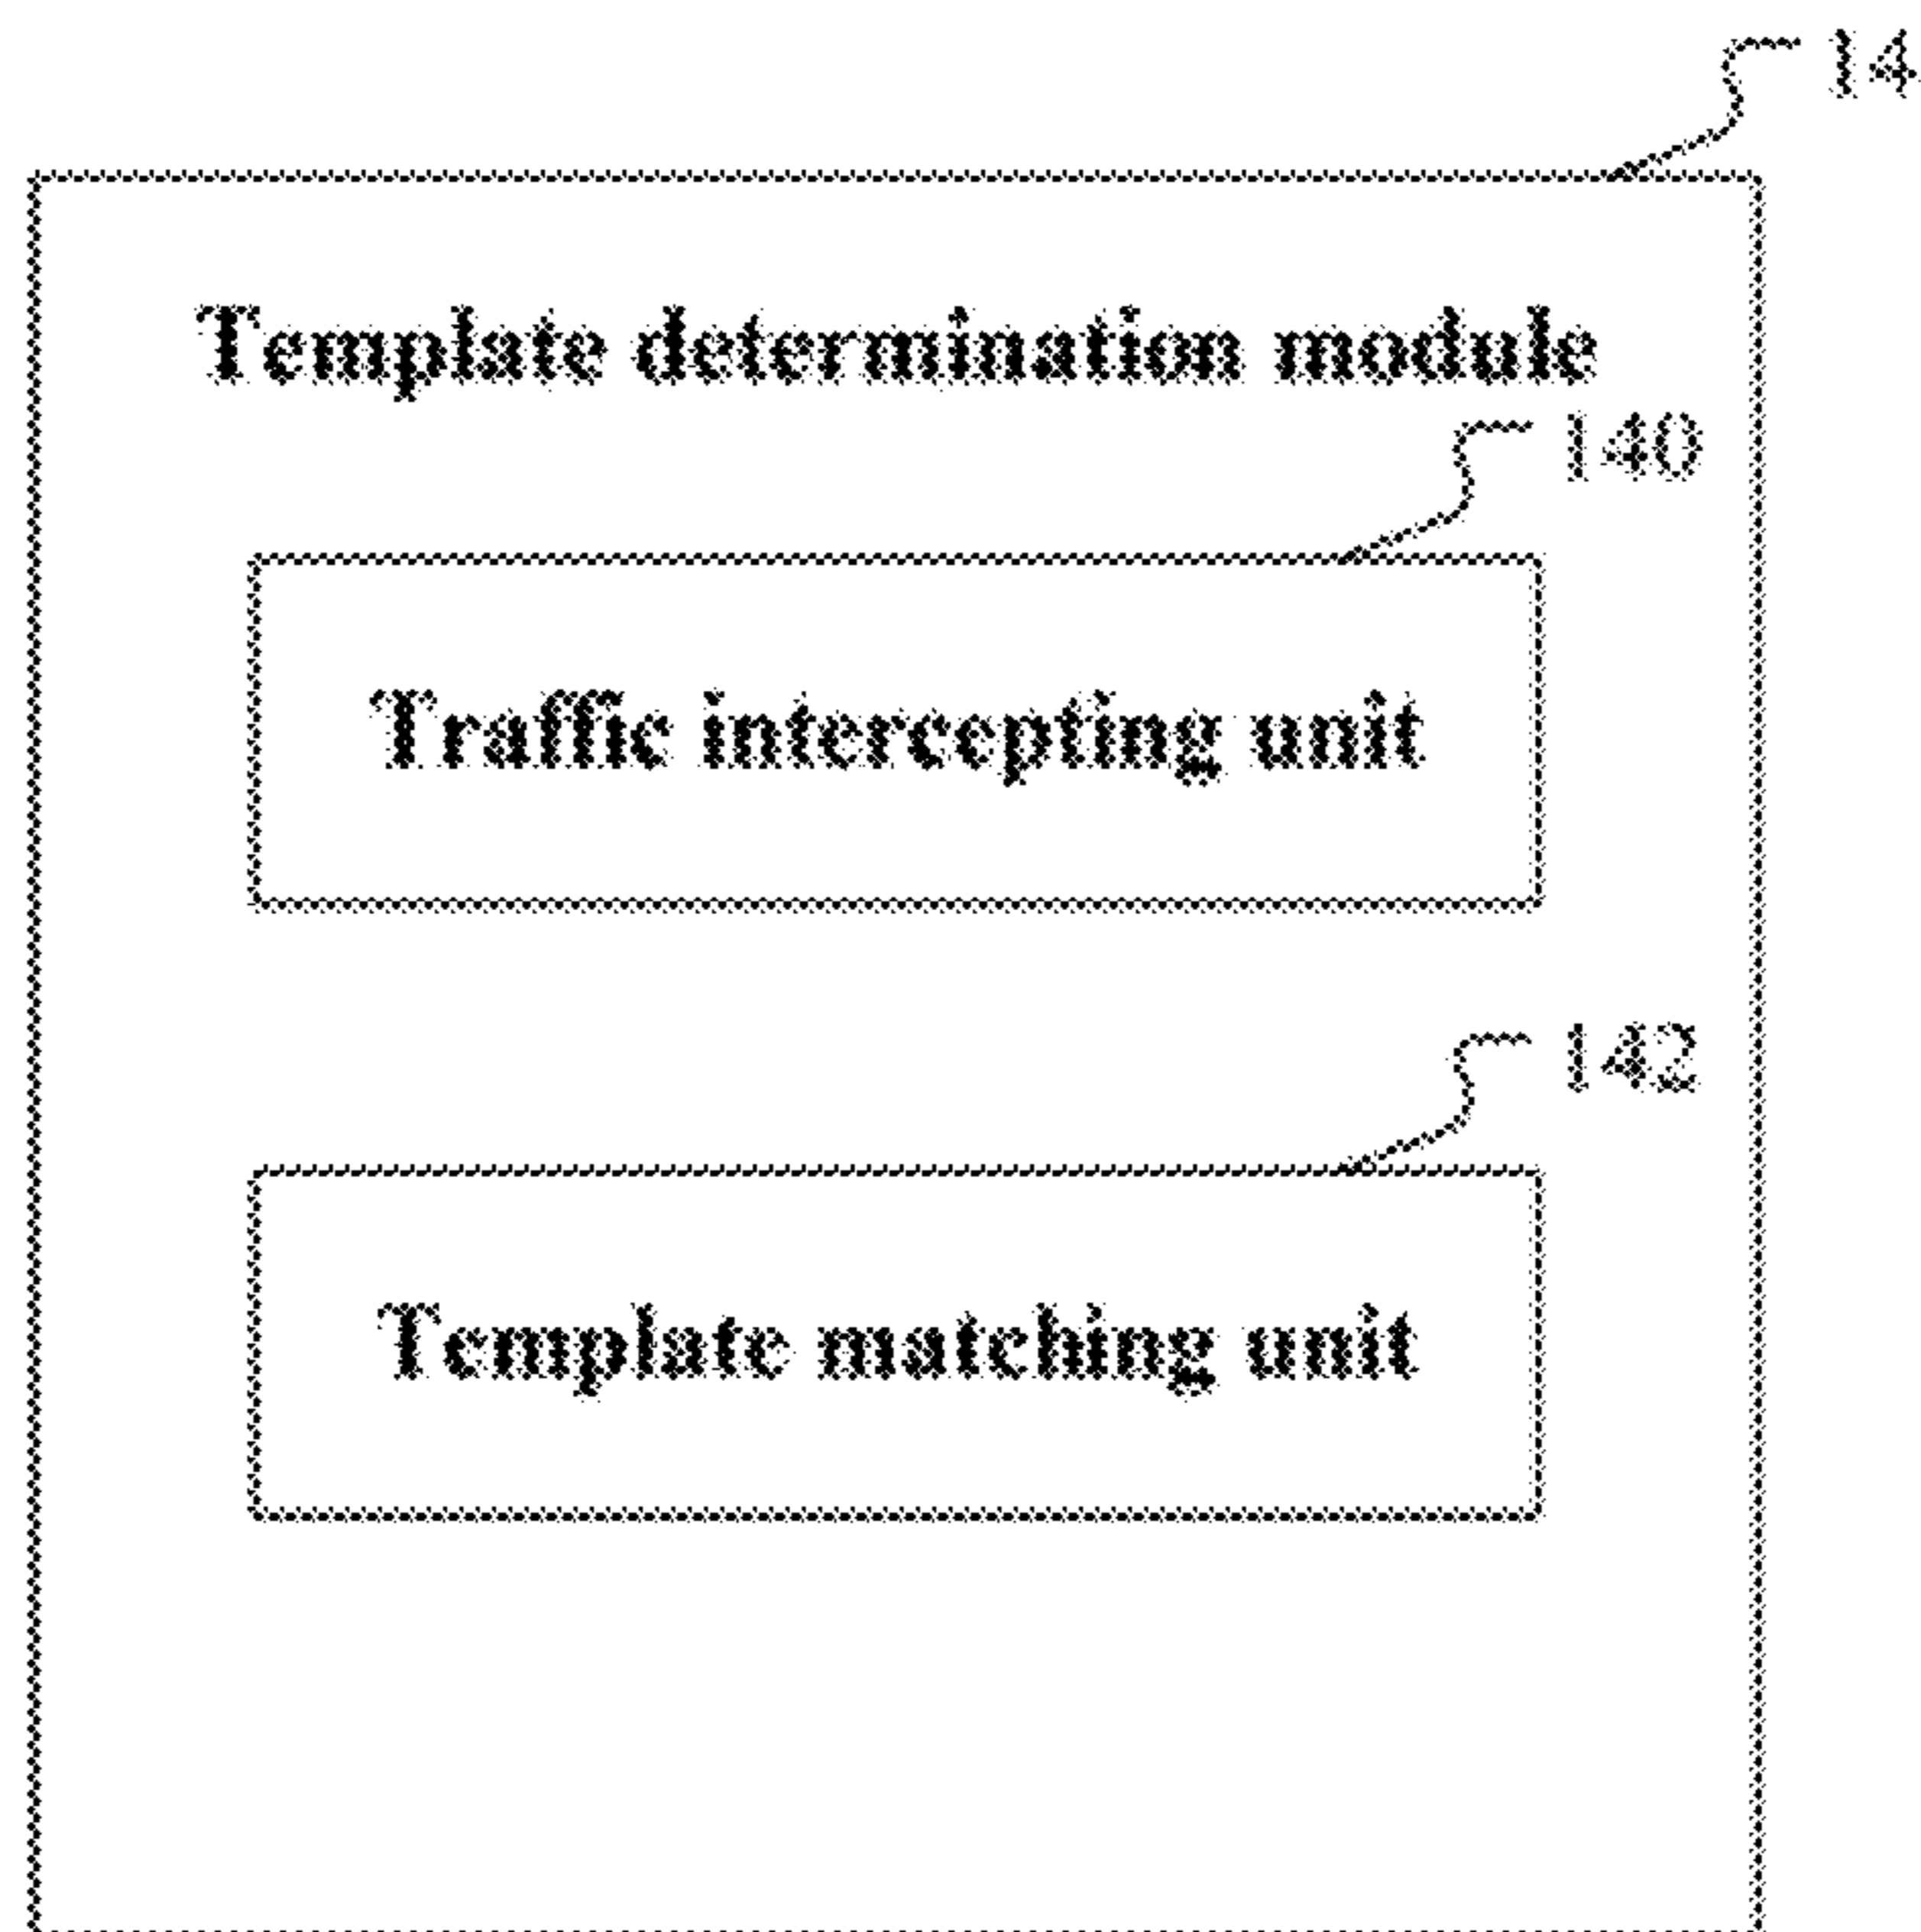 14
Template determination module
140
Traffic intercepting unit
142
Template matching unit